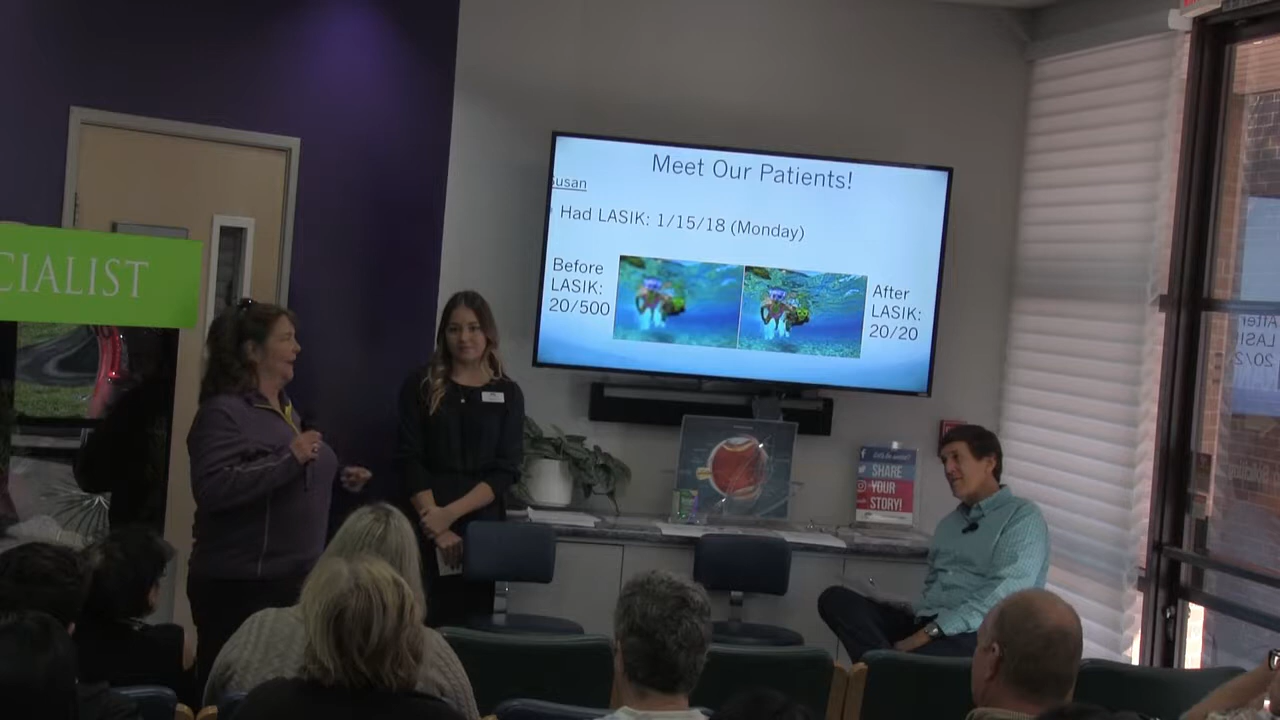 Meet Our Patients!
Susan
Had LASIK: 1/15/18 (Monday)
Before
LASIK:
20/500
After
LASIK:
20/20
CIALIST
SHARE
YOUR
STORY!